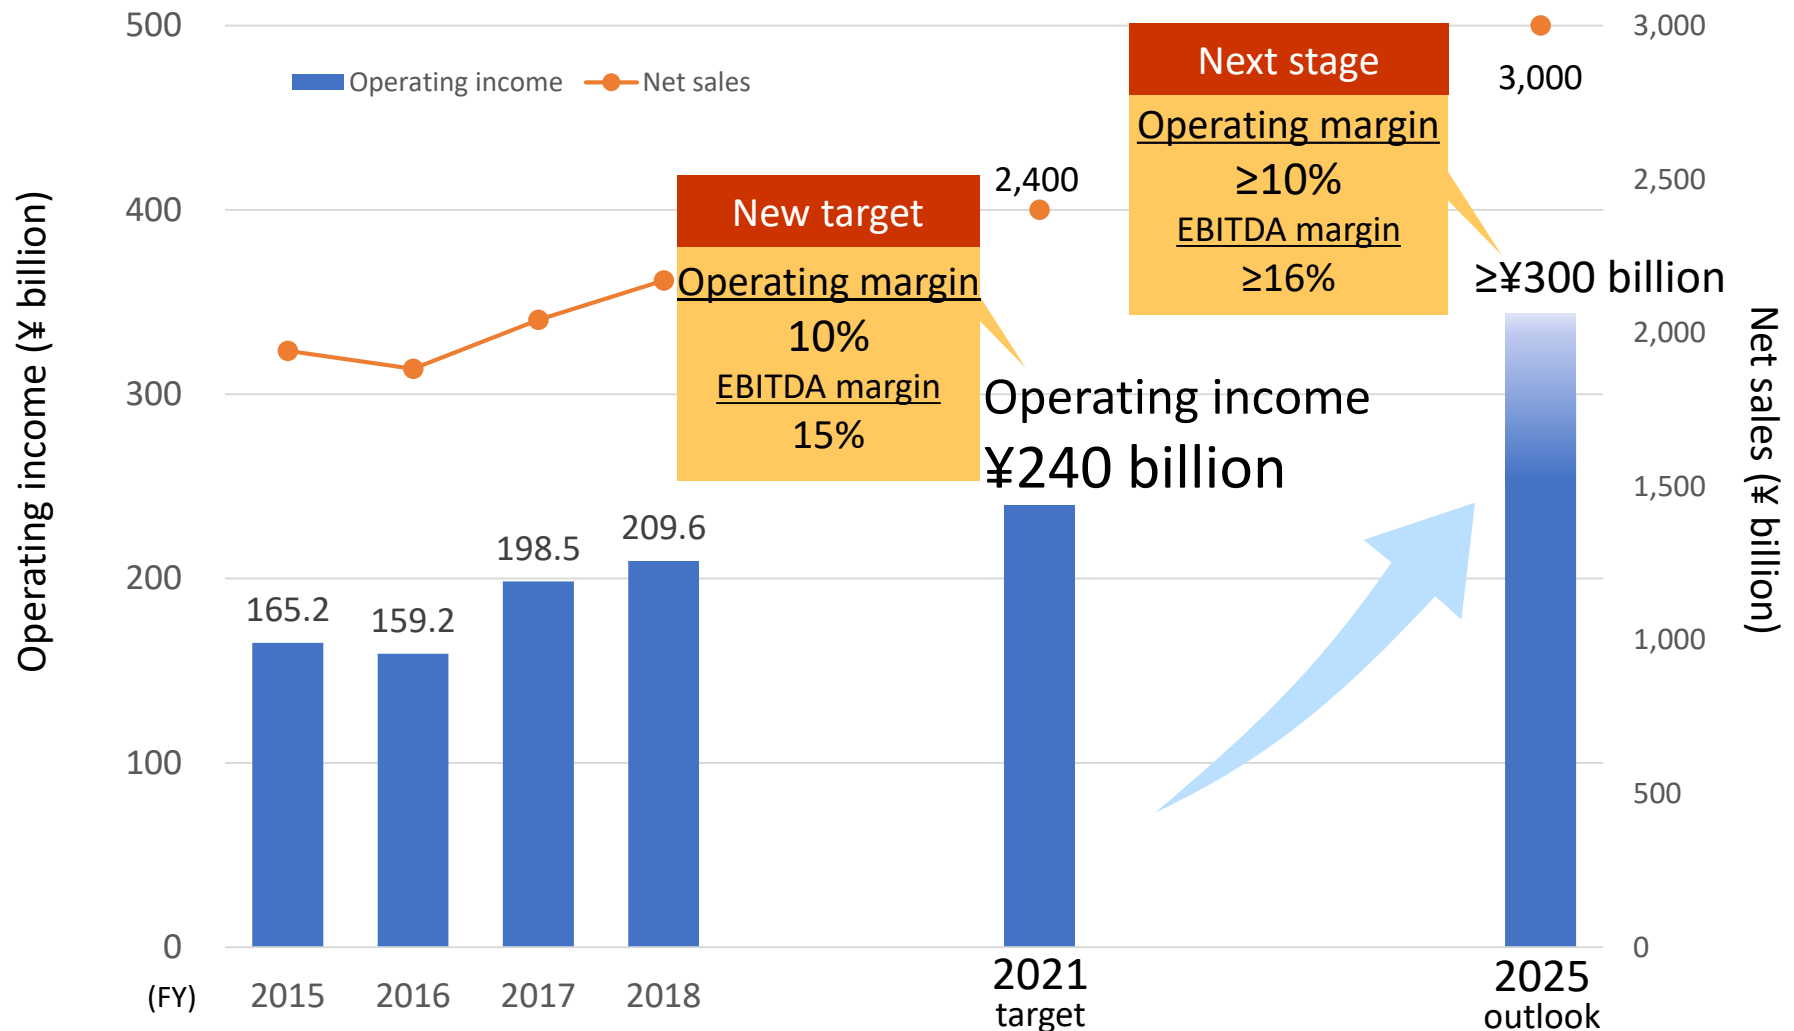 500
400
300
200
100
0
Operating income (¥ billion)
Operating income
Net sales
3,000
2,500
2,000
1,500
1,000
500
0
Net sales (¥ billion)
New target
Operating margin
10%
EBITDA margin
15%
2,400
Operating income
¥240 billion
Next stage
Operating margin
≥10%
EBITDA margin
≥16%
3,000
≥¥300 billion
165.2
159.2
198.5
209.6
(FY)
2015
2016
2017
2018
2021
target
2025
outlook